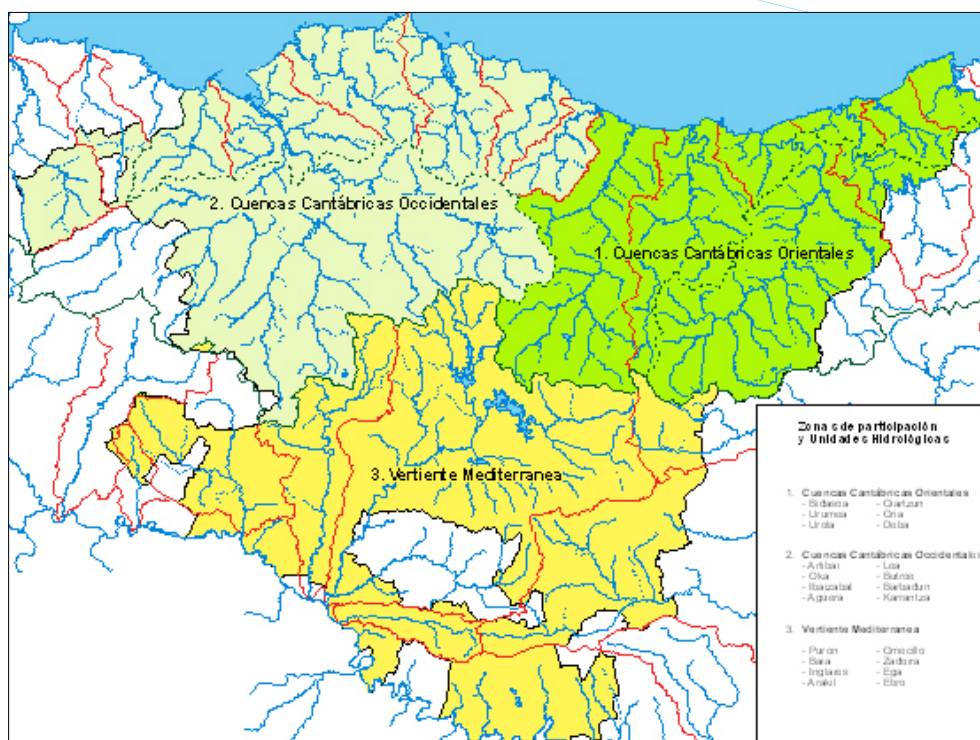 2. Cuencas Cantábricas Occidentales
1. Cuencas Cantábricas Orientales
3. Vertiente Mediterranea
Zonas de participación
y Unidades Hidrológicas
1. Cuencas Cantábricas Orientales
- Bidasoa - Oiartzun
- Urumea - Oria
- Urola - Deba
2. Cuencas Cantábricas Occidentales
- Artibai - Lea
- Oka - Butroe
- Ibaizabal - Barbadun
- Aguera - Karrantza
3. Vertiente Mediterranea
- Puron - Omecillo
- Baia - Zadorra
- Inglares - Ega
- Arakil - Ebro